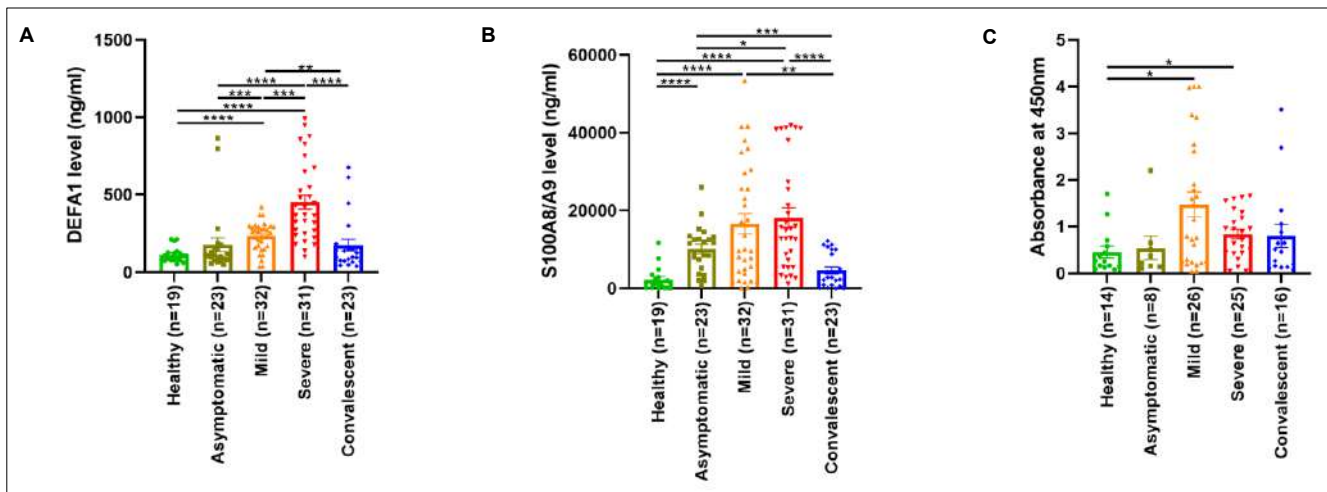 A
DEFA1 level (ng/ml)
1500
1000
500
0
**
**** ****
*** ***
****
****
Healthy (n=19)
Asymptomatic (n=23)
Mild (n=32)
Severe (n=31)
Convalescent (n=23)
B
S100A8/A9 level (ng/ml)
60000
40000
20000
0
***
*
**** ****
**** **
****
Healthy (n=19)
Asymptomatic (n=23)
Mild (n=32)
Severe (n=31)
Convalescent (n=23)
C
Absorbance at 450nm
5
4
3
2
1
0
*
*
Healthy (n=14)
Asymptomatic (n=8)
Mild (n=26)
Severe (n=25)
Convalescent (n=16)